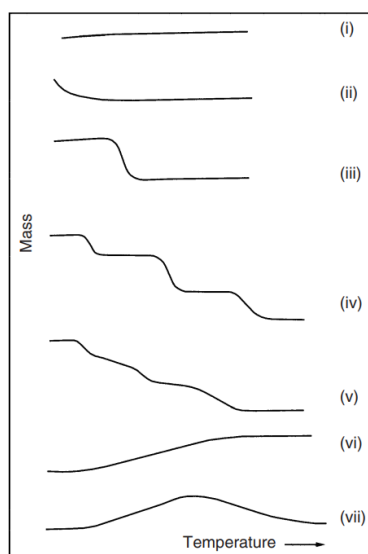 (i)
(ii)
(iii)
Mass
(iv)
(v)
(vi)
(vii)
Temperature